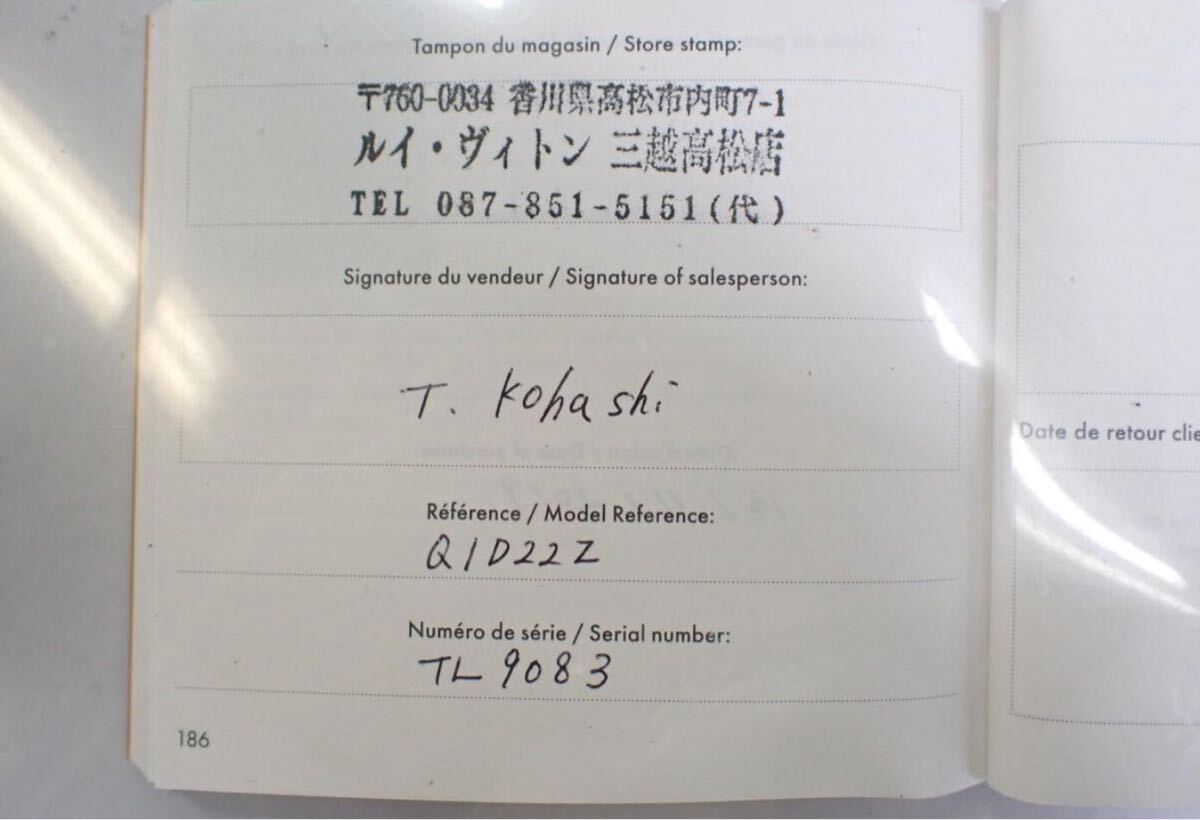 Tampon du magasin / Store stamp:
〒760-0034 香川県高松市内町7-1
ルイ・ヴィトン 三越高松店
TEL 087-851-5151(代)
Signature du vendeur / Signature of salesperson:
T. Kohashi
Référence / Model Reference:
Q1D22Z
Numéro de série / Serial number:
TL 9083
186
Date de retour clie